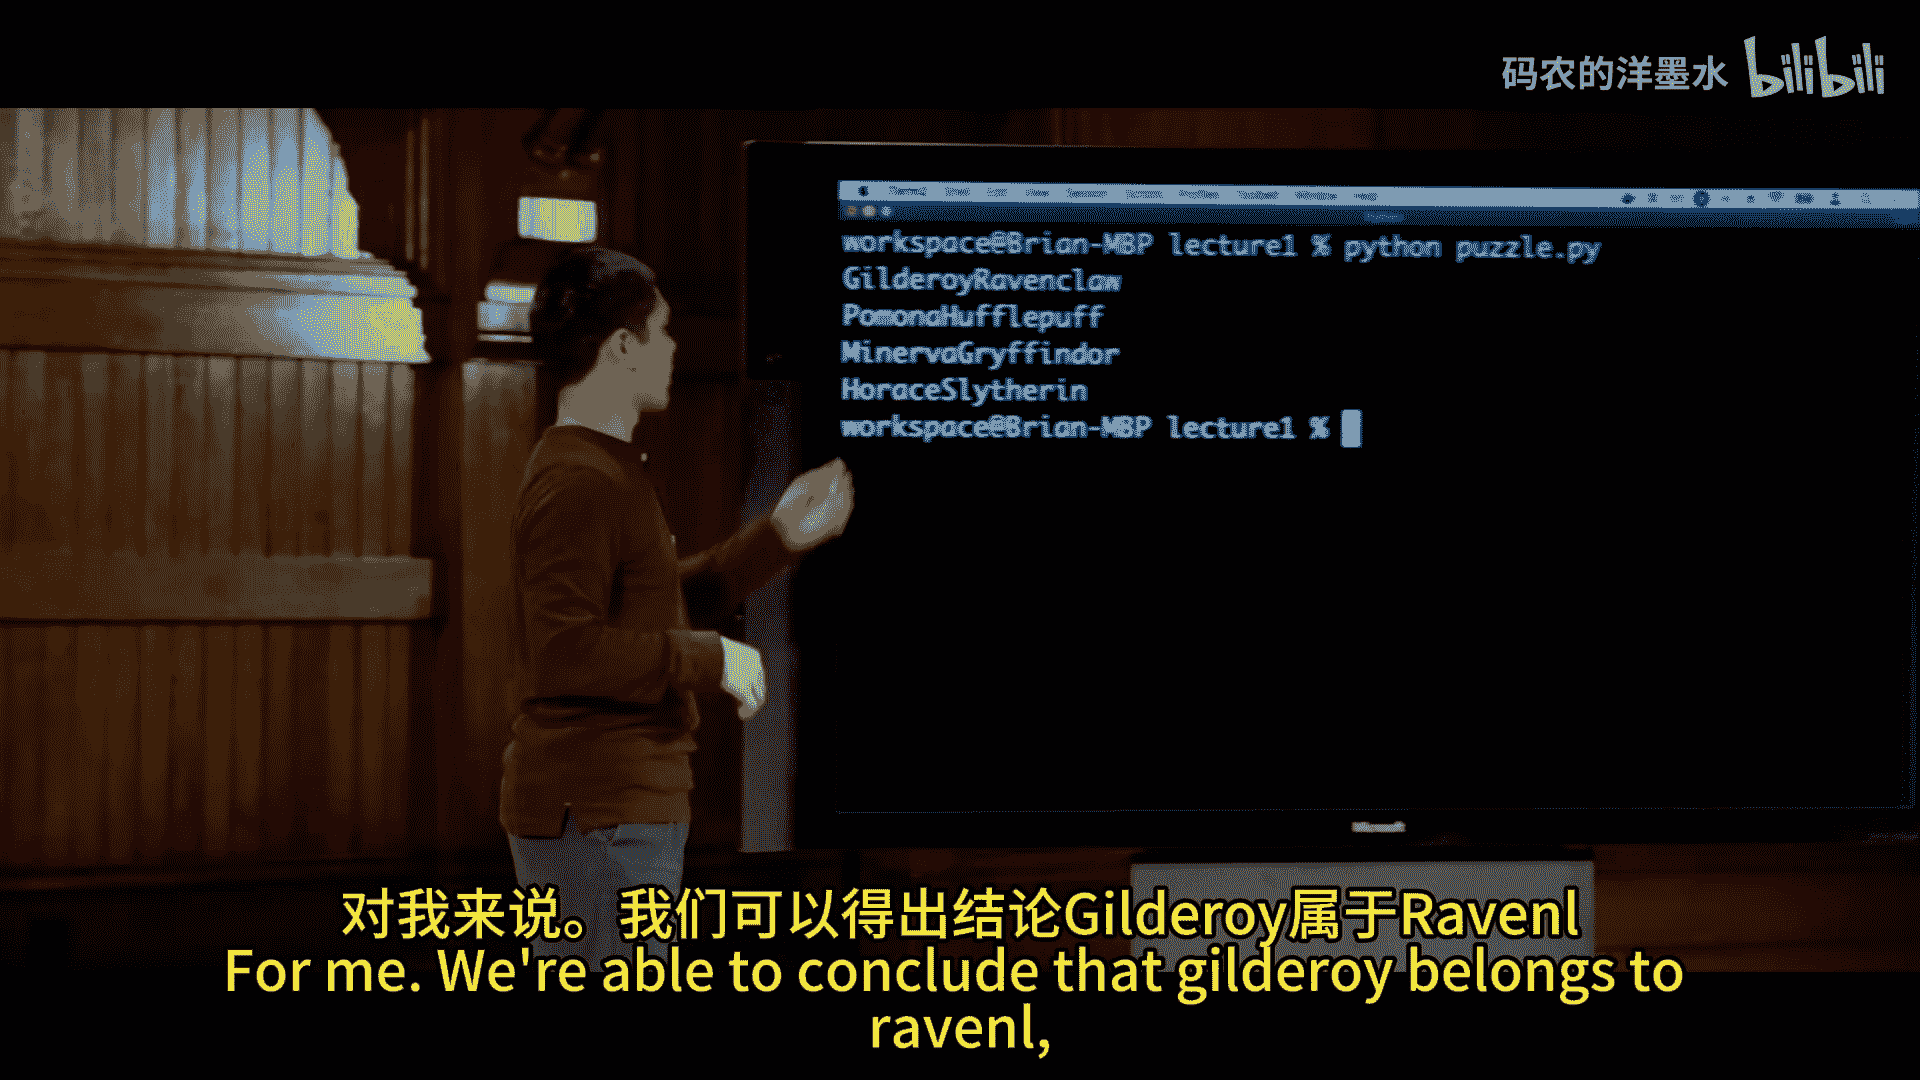 码农的洋墨水 bilibili
workspace@Brian-MBP lecture1 % python puzzle.py
GilderoyRavenclaw
PomonaHufflepuff
MinervaGryffindor
HoraceSlytherin
workspace@Brian-MBP lecture1 %
Microsoft
对我来说。我们可以得出结论Gilderoy属于Ravenl
For me. We're able to conclude that gilderoy belongs to
ravenl,